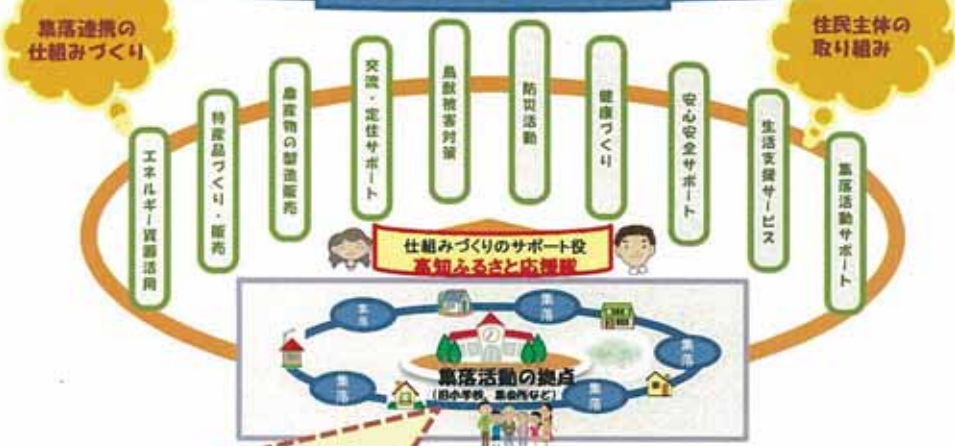 集落連携の
仕組みづくり
住民主体の
取り組み
エネルギー資源活用
特産品づくり・販売
農産物の製造販売
交流・定住サポート
鳥獣被害対策
防災活動
健康づくり
安心安全サポート
生活支援サービス
集落活動サポート
仕組みづくりのサポート役
高知ふるさと応援隊
集落
集落
集落
集落
集落
集落活動の拠点
(旧小学校、集会所など)